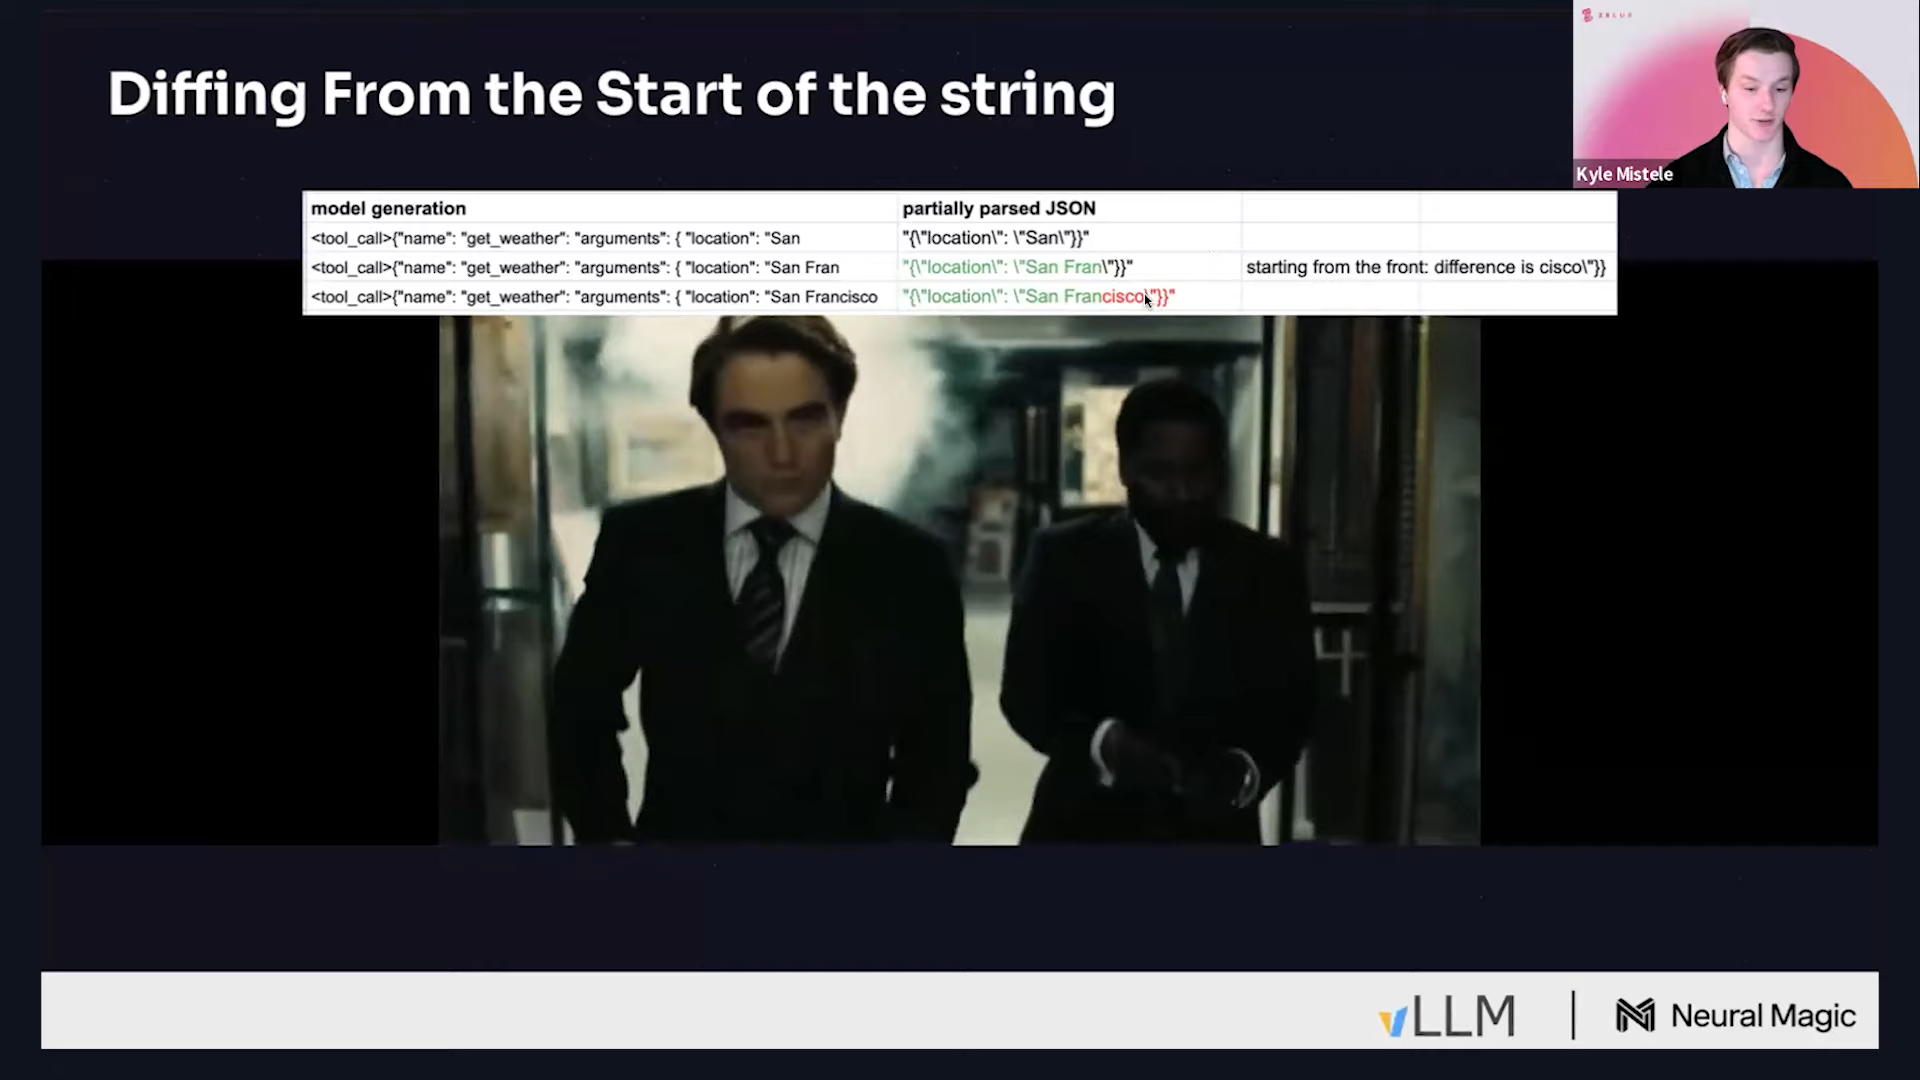 Diffing From the Start of the string
ZBLUX
Kyle Mistele
model generation partially parsed JSON
<tool_call>{"name": "get_weather": "arguments": { "location": "San "{\"location\": \"San\"}}"
<tool_call>{"name": "get_weather": "arguments": { "location": "San Fran "{\"location\": \"San Fran\"}}" starting from the front: difference is cisco\"}}
<tool_call>{"name": "get_weather": "arguments": { "location": "San Francisco "{\"location\": \"San Francisco\"}}"
4
vLLM | Neural Magic